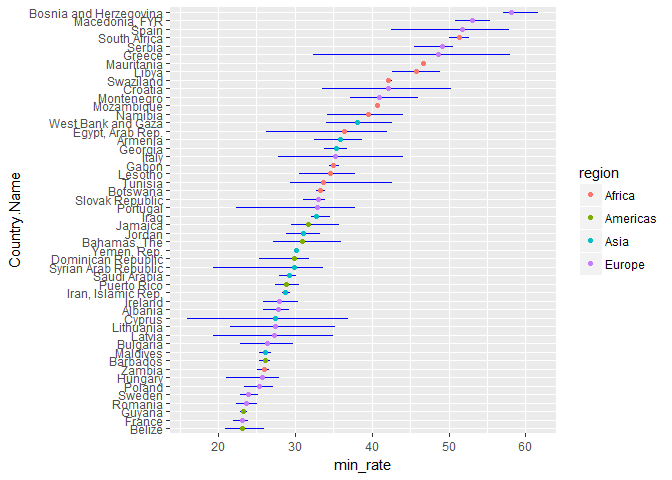 Bosnia and Herzegovina
Macedonia, FYR
Spain
South Africa
Serbia
Greece
Mauritania
Libya
Swaziland
Croatia
Montenegro
Mozambique
Namibia
West Bank and Gaza
Egypt, Arab Rep.
Armenia
Georgia
Italy
Gabon
Lesotho
Tunisia
Botswana
Slovak Republic
Portugal
Iraq
Jamaica
Jordan
Bahamas, The
Yemen, Rep.
Dominican Republic
Syrian Arab Republic
Saudi Arabia
Puerto Rico
Iran, Islamic Rep.
Ireland
Albania
Cyprus
Lithuania
Latvia
Bulgaria
Maldives
Barbados
Zambia
Hungary
Poland
Sweden
Romania
Guyana
France
Belize
Country.Name
20 30 40 50 60
min_rate
region
Africa
Americas
Asia
Europe